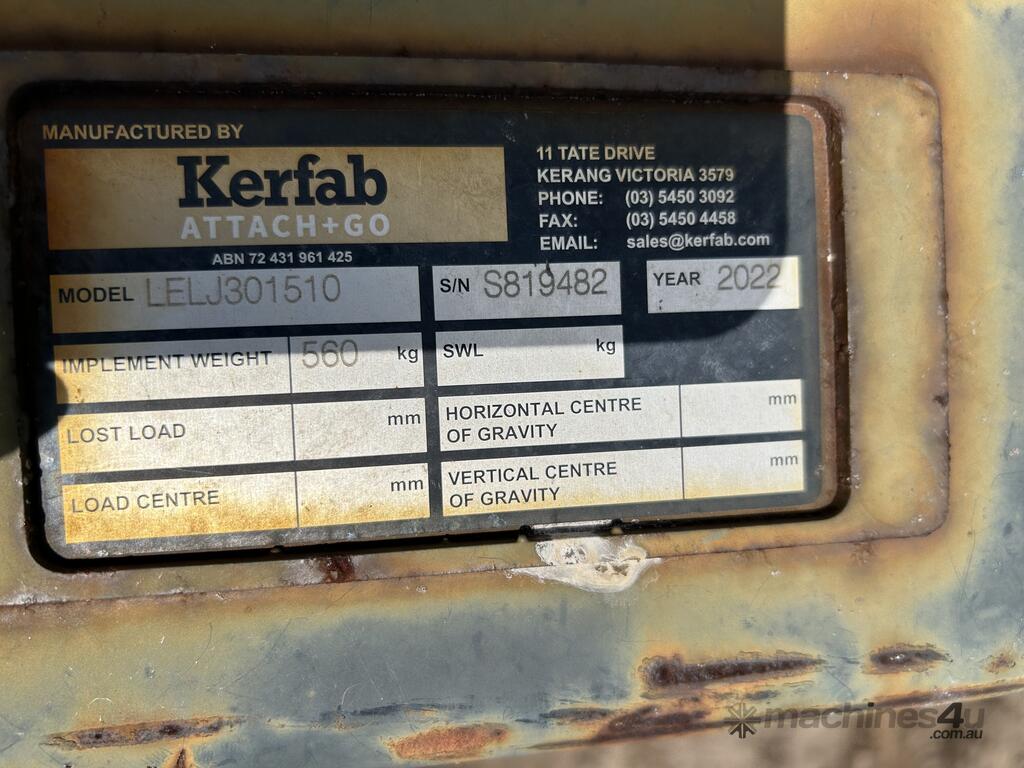 MANUFACTURED BY
Kerfab
ATTACH+GO
ABN 72 431 961 425
11 TATE DRIVE
KERANG VICTORIA 3579
PHONE: (03) 5450 3092
FAX: (03) 5450 4458
EMAIL: sales@kerfab.com
MODEL LELJ301510
S/N S819482
YEAR 2022
IMPLEMENT WEIGHT 560 kg
SWL kg
LOST LOAD mm
HORIZONTAL CENTRE
OF GRAVITY mm
LOAD CENTRE mm
VERTICAL CENTRE
OF GRAVITY mm
machines4u
.com.au